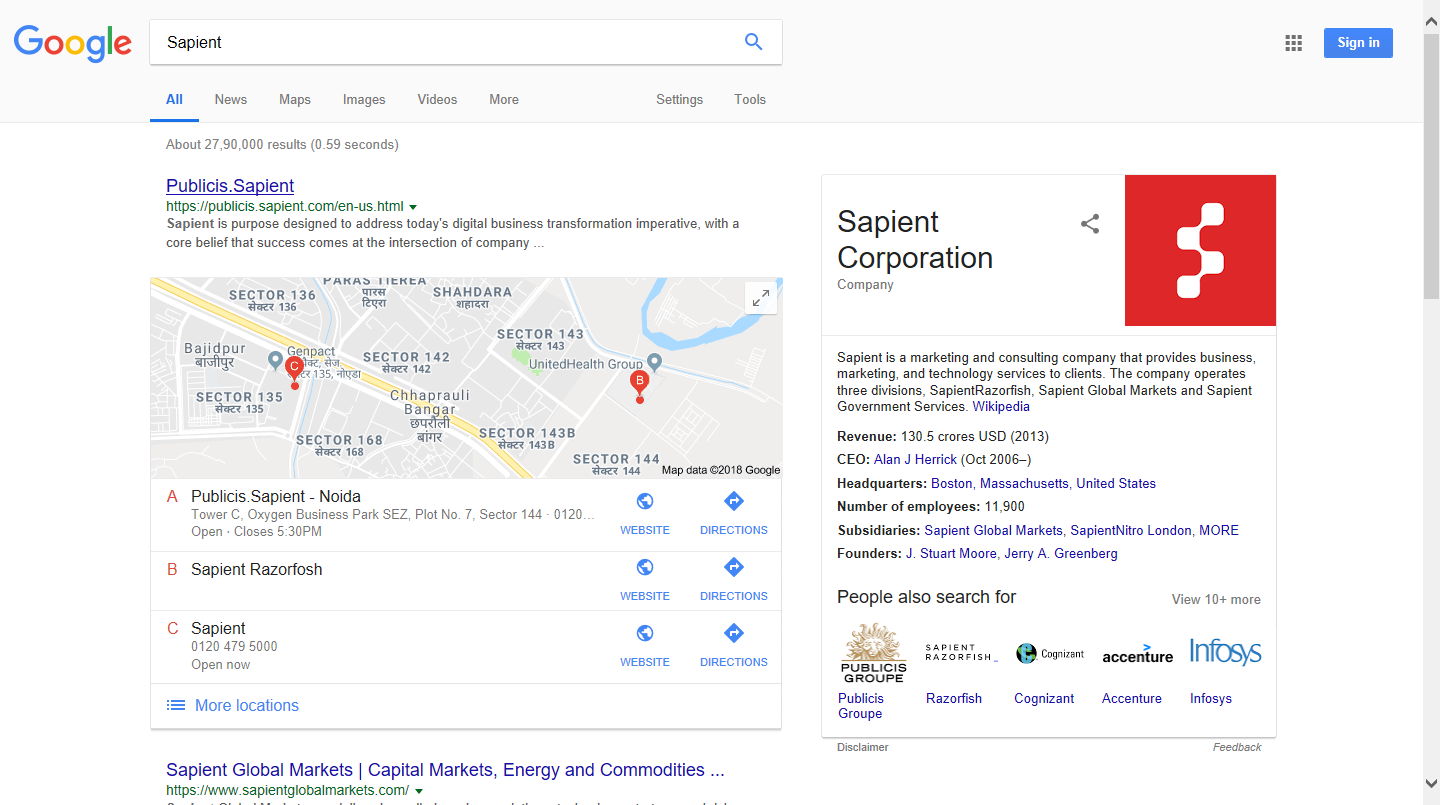 Google
Sapient
Sign in
All
News
Maps
Images
Videos
More
Settings
Tools
About 27,90,000 results (0.59 seconds)
Publicis.Sapient
https://publicis.sapient.com/en-us.html
Sapient is purpose designed to address today's digital business transformation imperative, with a
core belief that success comes at the intersection of company ...
PARAS TIEREA
पारस
टिएरा
SECTOR 136
सेक्टर 136
SHAHDARA
शहादरा
SECTOR 143
सेक्टर 143
Bajidpur
बाजीपुर
Genpact
सेज
135, नोएडा
C
SECTOR 142
सेक्टर 142
UnitedHealth Group
B
SECTOR 135
सेक्टर 135
Chhaprauli
Bangar
छपरौली
बांगर
SECTOR 168
सेक्टर 168
SECTOR 143B
सेक्टर 143B
SECTOR 144
सेक्टर 144
Map data ©2018 Google
A Publicis.Sapient - Noida
Tower C, Oxygen Business Park SEZ, Plot No. 7, Sector 144 · 0120...
Open · Closes 5:30PM
WEBSITE
DIRECTIONS
B Sapient Razorfosh
WEBSITE
DIRECTIONS
C Sapient
0120 479 5000
Open now
WEBSITE
DIRECTIONS
More locations
Sapient Global Markets | Capital Markets, Energy and Commodities ...
https://www.sapientglobalmarkets.com/
Sapient
Corporation
Company
Sapient is a marketing and consulting company that provides business,
marketing, and technology services to clients. The company operates
three divisions, SapientRazorfish, Sapient Global Markets and Sapient
Government Services. Wikipedia
Revenue: 130.5 crores USD (2013)
CEO: Alan J Herrick (Oct 2006–)
Headquarters: Boston, Massachusetts, United States
Number of employees: 11,900
Subsidiaries: Sapient Global Markets, SapientNitro London, MORE
Founders: J. Stuart Moore, Jerry A. Greenberg
People also search for
View 10+ more
PUBLICIS
GROUPE
SAPIENT
RAZORFISH_
Cognizant
accenture
Infosys
Publicis
Groupe
Razorfish
Cognizant
Accenture
Infosys
Disclaimer
Feedback